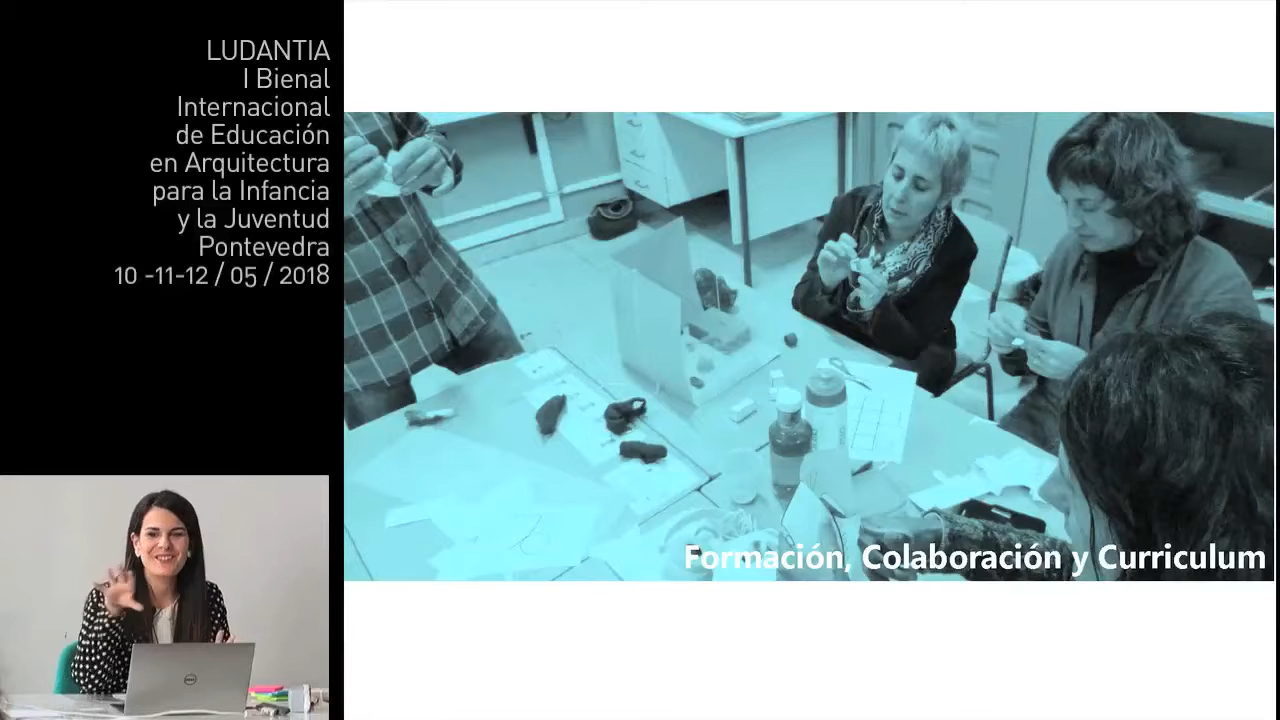 LUDANTIA
I Bienal
Internacional
de Educación
en Arquitectura
para la Infancia
y la Juventud
Pontevedra
10 -11-12 / 05 / 2018
Formación, Colaboración y Curriculum
DELL